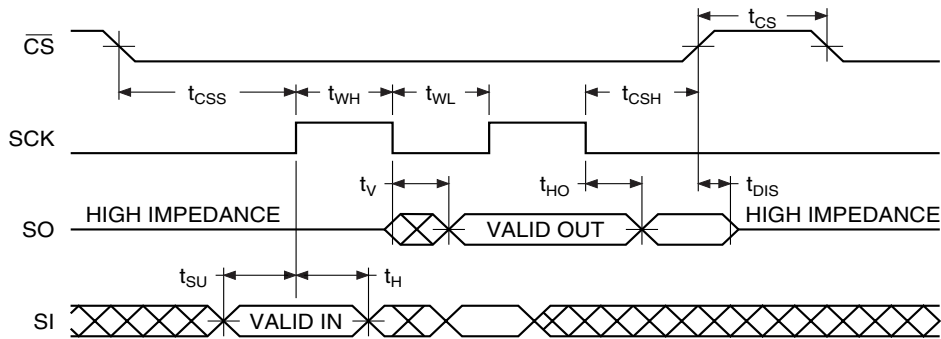 t_CS
C̅S̅
t_CSS t_WH t_WL t_CSH
SCK
t_V t_HO t_DIS
HIGH IMPEDANCE HIGH IMPEDANCE
SO VALID OUT
t_SU t_H
SI VALID IN